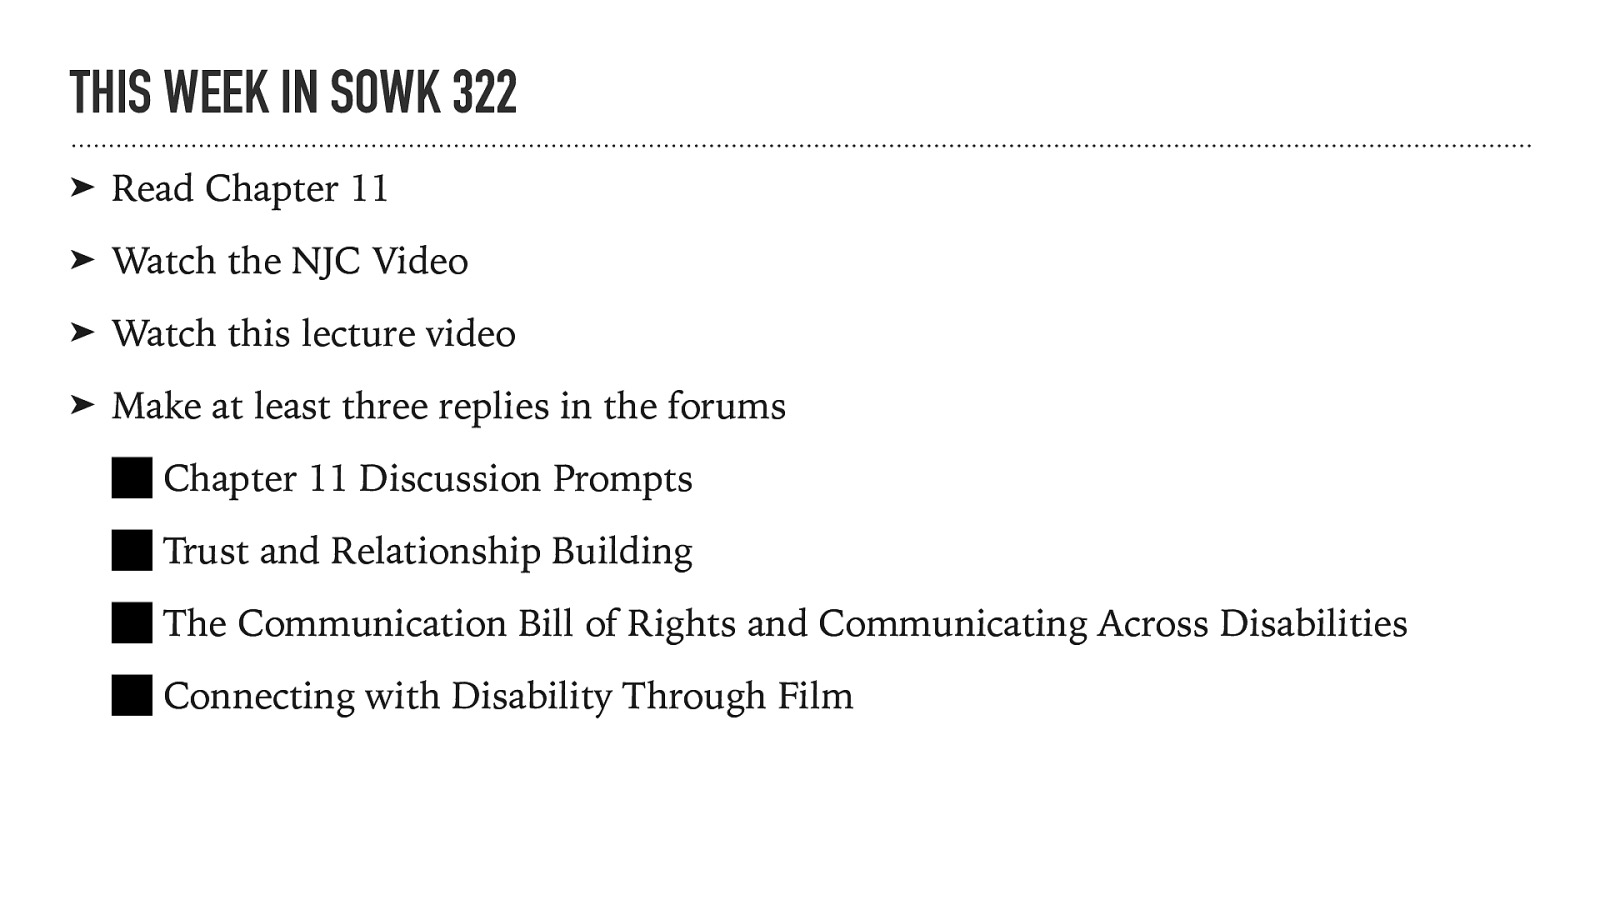 THIS WEEK IN SOWK 322
➤ Read Chapter 11
➤ Watch the NJC Video
➤ Watch this lecture video
➤ Make at least three replies in the forums
■ Chapter 11 Discussion Prompts
■ Trust and Relationship Building
■ The Communication Bill of Rights and Communicating Across Disabilities
■ Connecting with Disability Through Film